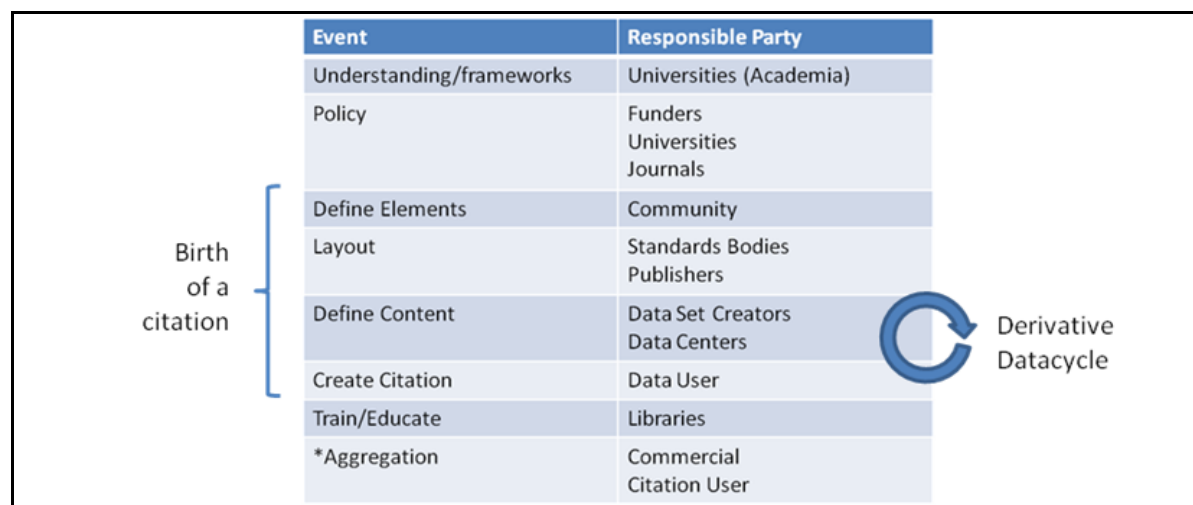 Event Responsible Party
Understanding/frameworks Universities (Academia)
Policy Funders
Universities
Journals
Define Elements Community
Layout Standards Bodies
Publishers
Define Content Data Set Creators
Data Centers
Create Citation Data User
Train/Educate Libraries
*Aggregation Commercial
Citation User
Birth
of a
citation
Derivative
Datacycle